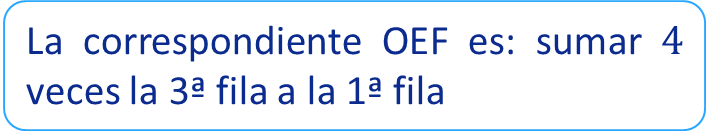 La correspondiente OEF es: sumar 4
veces la 3ª fila a la 1ª fila